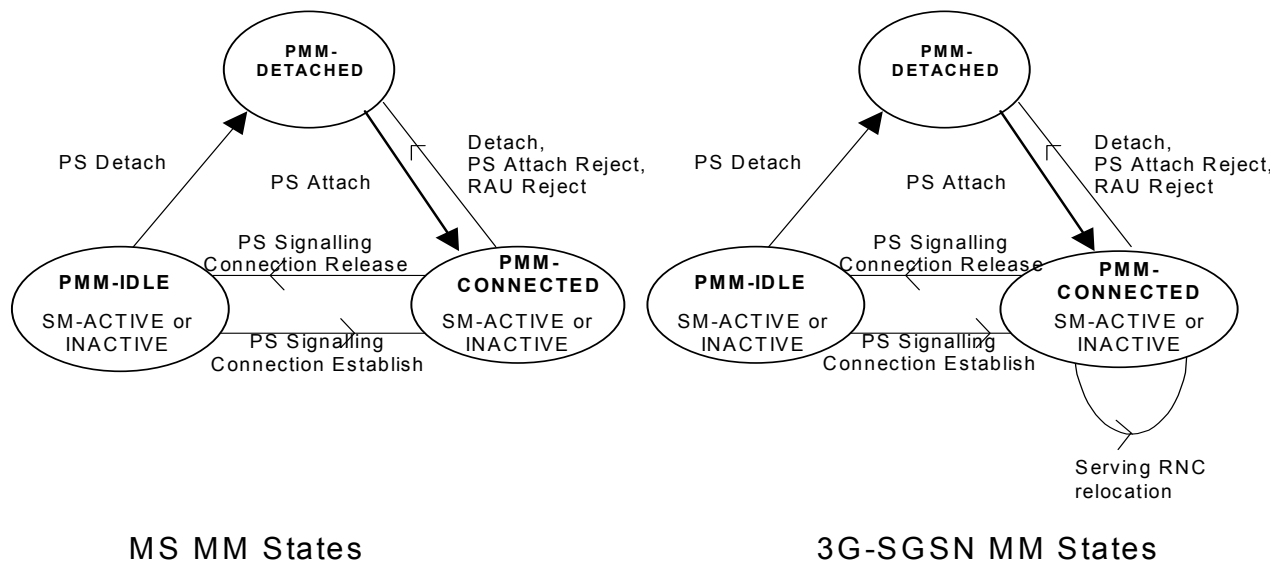 PMM-
DETACHED
PS Detach
PS Attach
Detach,
PS Attach Reject,
RAU Reject
PS Signalling
Connection Release
PMM-IDLE
SM-ACTIVE or
INACTIVE
PMM-
CONNECTED
SM-ACTIVE or
INACTIVE
PS Signalling
Connection Establish
MS MM States
PMM-
DETACHED
PS Detach
PS Attach
Detach,
PS Attach Reject,
RAU Reject
PS Signalling
Connection Release
PMM-IDLE
SM-ACTIVE or
INACTIVE
PMM-
CONNECTED
SM-ACTIVE or
INACTIVE
PS Signalling
Connection Establish
Serving RNC
relocation
3G-SGSN MM States